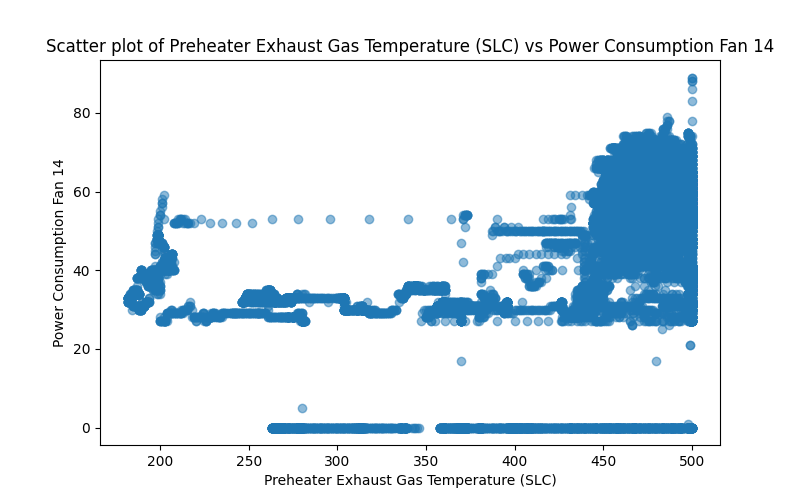 Scatter plot of Preheater Exhaust Gas Temperature (SLC) vs Power Consumption Fan 14
80
60
40
20
0
Power Consumption Fan 14
200 250 300 350 400 450 500
Preheater Exhaust Gas Temperature (SLC)